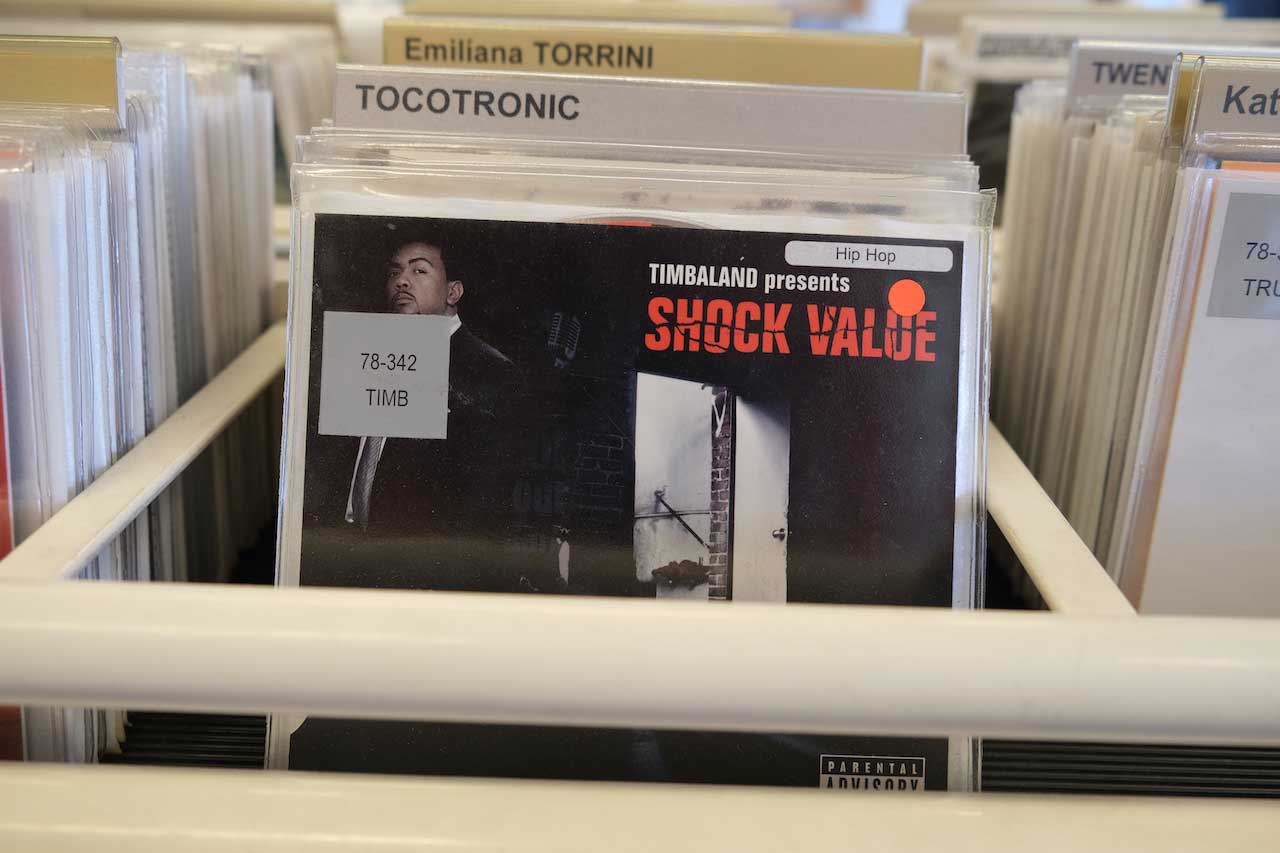 Emiliana TORRINI
TOCOTRONIC
TWEN
Kat
Hip Hop
TIMBALAND presents
SHOCK VALUE
78-342
TIMB
78-
TRU
PARENTAL
ADVISORY